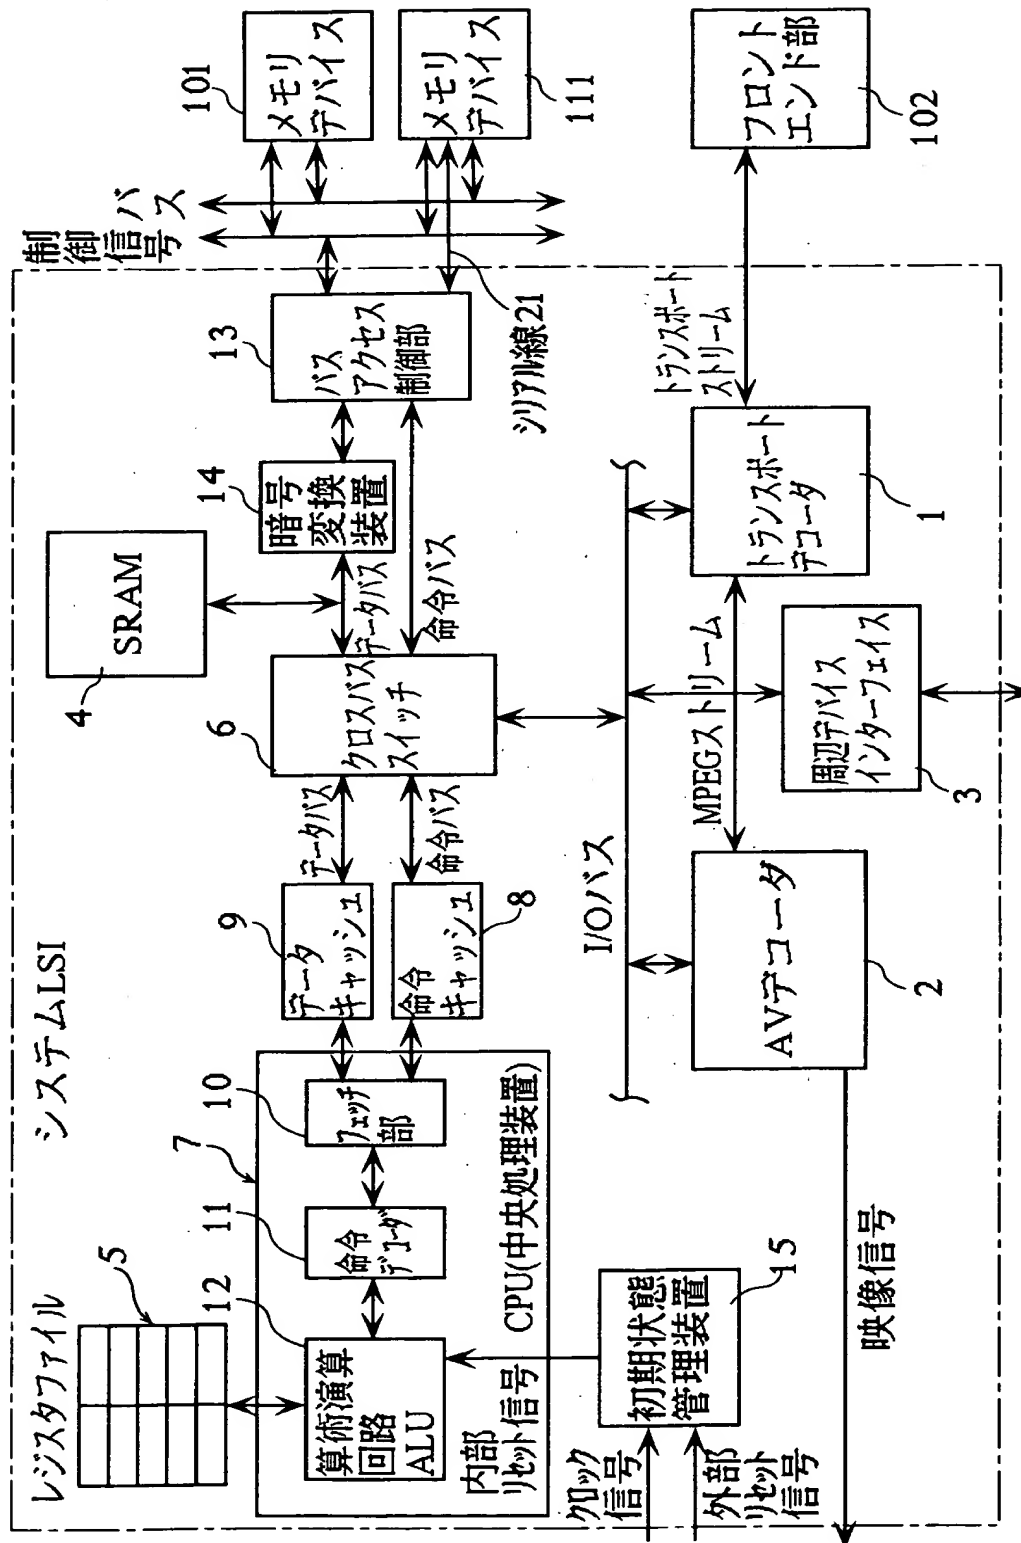 システムLSI
レジスタファイル
5
7
12
算術演算
回路
ALU
11
命令
デコーダ
10
フェッチ
部
CPU(中央処理装置)
内部
リセット信号
9
データ
キャッシュ
命令
キャッシュ
8
データバス
命令バス
6
クロスバス
スイッチ
4
SRAM
データバス
命令バス
14
暗号
変換
装置
13
バス
アクセス
制御部
シリアル線21
制御
信号
バス
101
メモリ
デバイス
メモリ
デバイス
111
クロック
信号
外部
リセット
信号
初期状態
管理装置
15
I/Oバス
AVデコーダ
2
映像信号
MPEGストリーム
周辺デバイス
インターフェイス
3
トランスポート
デコーダ
1
トランスポート
ストリーム
フロント
エンド部
102